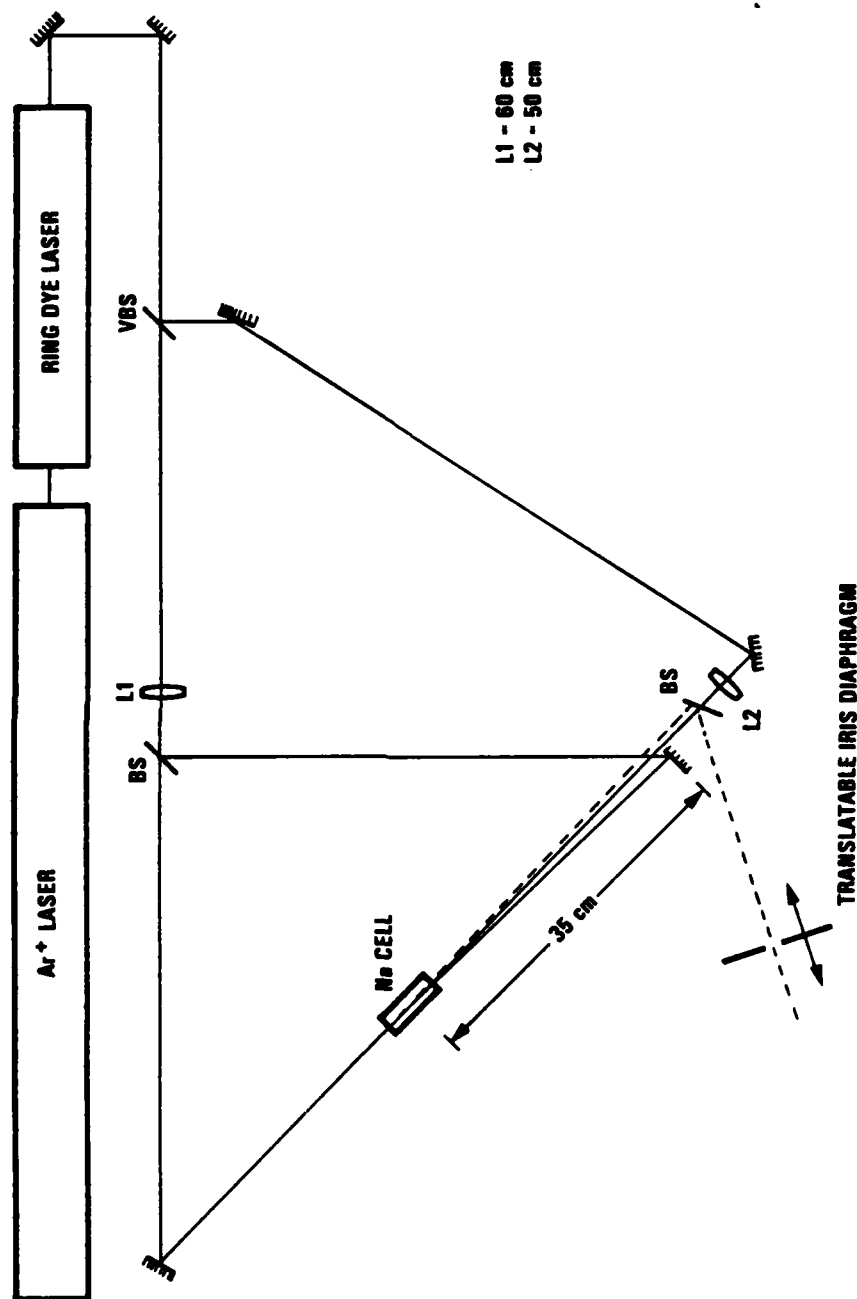 Ar⁺ LASER
RING DYE LASER
BS
L1
VBS
Na CELL
35 cm
BS
L2
L1 - 60 cm
L2 - 50 cm
TRANSLATABLE IRIS DIAPHRAGM